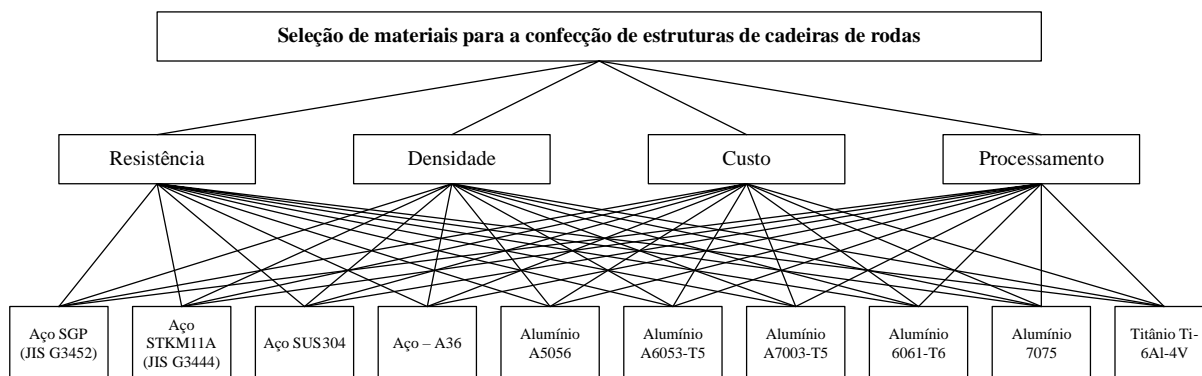 Seleção de materiais para a confecção de estruturas de cadeiras de rodas
Resistência
Densidade
Custo
Processamento
Aço SGP
(JIS G3452)
Aço
STKM11A
(JIS G3444)
Aço SUS304
Aço – A36
Alumínio
A5056
Alumínio
A6053-T5
Alumínio
A7003-T5
Alumínio
6061-T6
Alumínio
7075
Titânio Ti-
6Al-4V